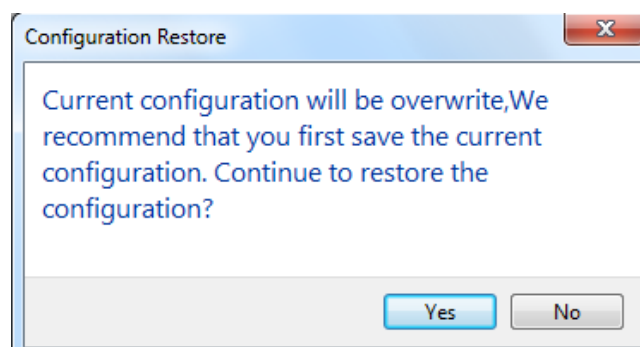 Configuration Restore
Current configuration will be overwrite,We
recommend that you first save the current
configuration. Continue to restore the
configuration?
Yes
No